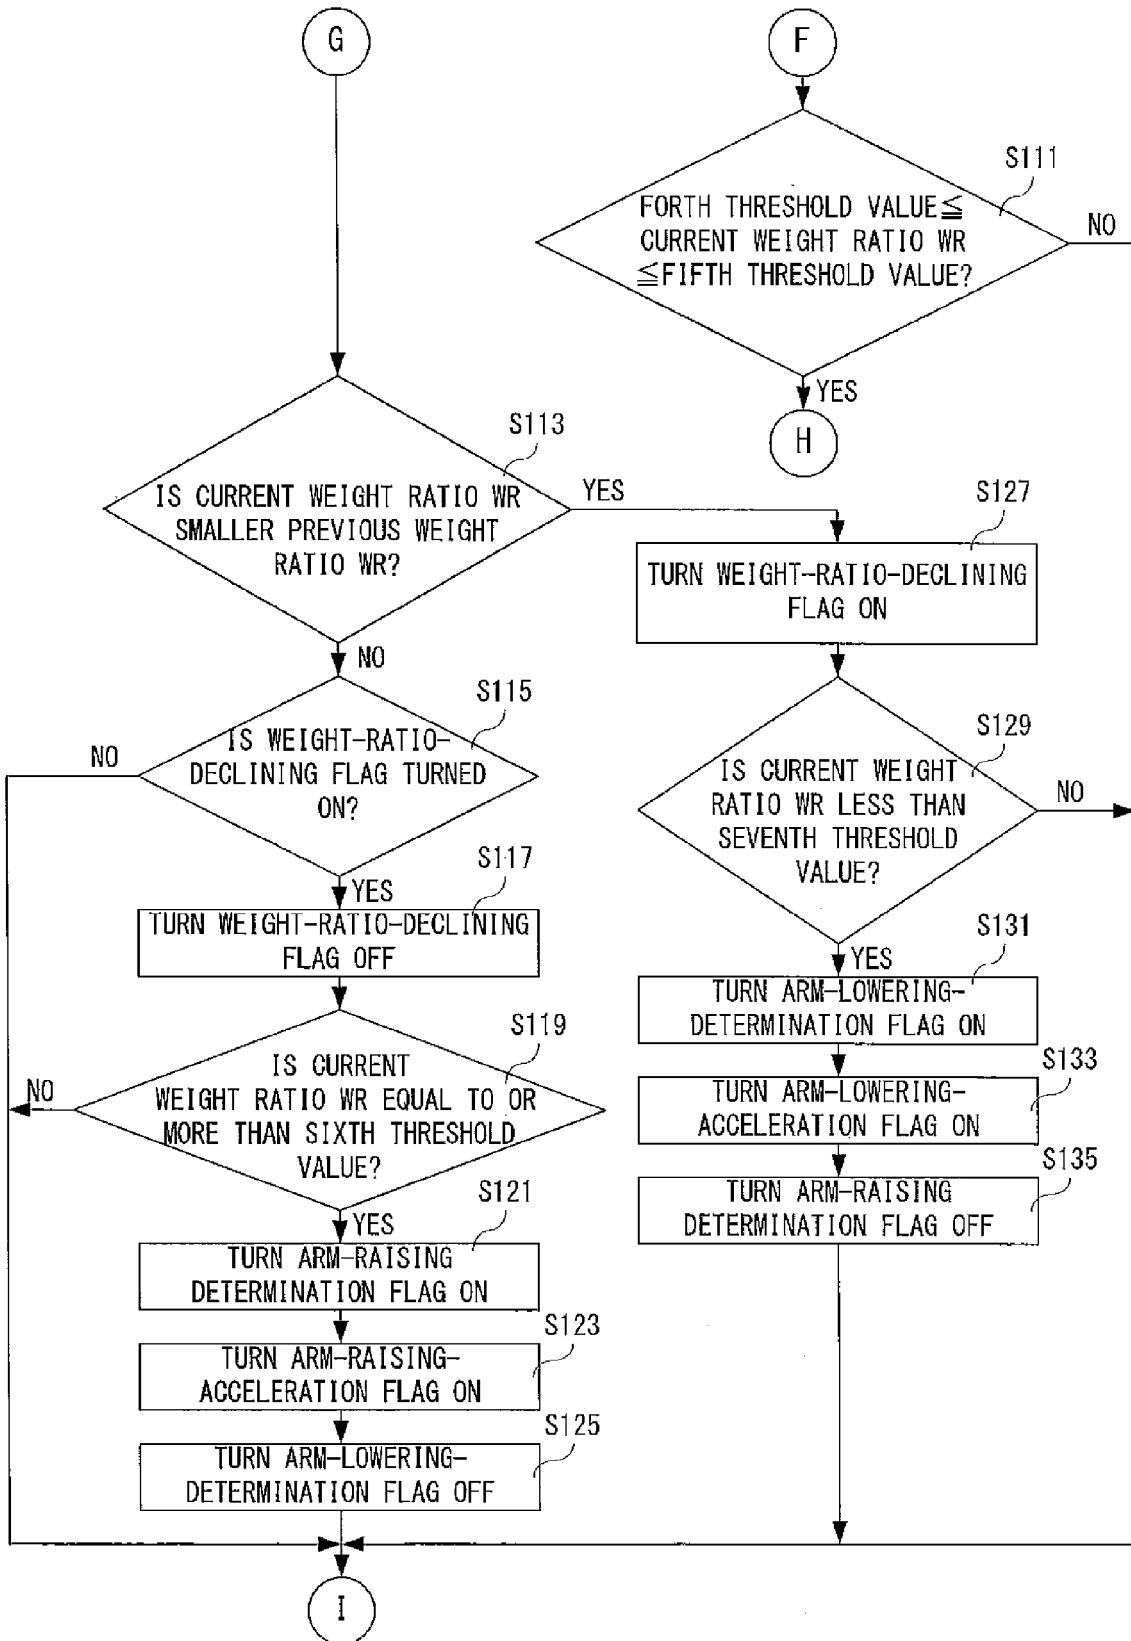 G
F
S111
FORTH THRESHOLD VALUE≦
CURRENT WEIGHT RATIO WR
≦FIFTH THRESHOLD VALUE?
NO
YES
H
S113
IS CURRENT WEIGHT RATIO WR
SMALLER PREVIOUS WEIGHT
RATIO WR?
YES
NO
S127
TURN WEIGHT-RATIO-DECLINING
FLAG ON
S115
IS WEIGHT-RATIO-
DECLINING FLAG TURNED
ON?
NO
YES
S129
IS CURRENT WEIGHT
RATIO WR LESS THAN
SEVENTH THRESHOLD
VALUE?
NO
YES
S117
TURN WEIGHT-RATIO-DECLINING
FLAG OFF
S131
TURN ARM-LOWERING-
DETERMINATION FLAG ON
S119
IS CURRENT
WEIGHT RATIO WR EQUAL TO OR
MORE THAN SIXTH THRESHOLD
VALUE?
NO
YES
S133
TURN ARM-LOWERING-
ACCELERATION FLAG ON
S135
TURN ARM-RAISING
DETERMINATION FLAG OFF
S121
TURN ARM-RAISING
DETERMINATION FLAG ON
S123
TURN ARM-RAISING-
ACCELERATION FLAG ON
S125
TURN ARM-LOWERING-
DETERMINATION FLAG OFF
I